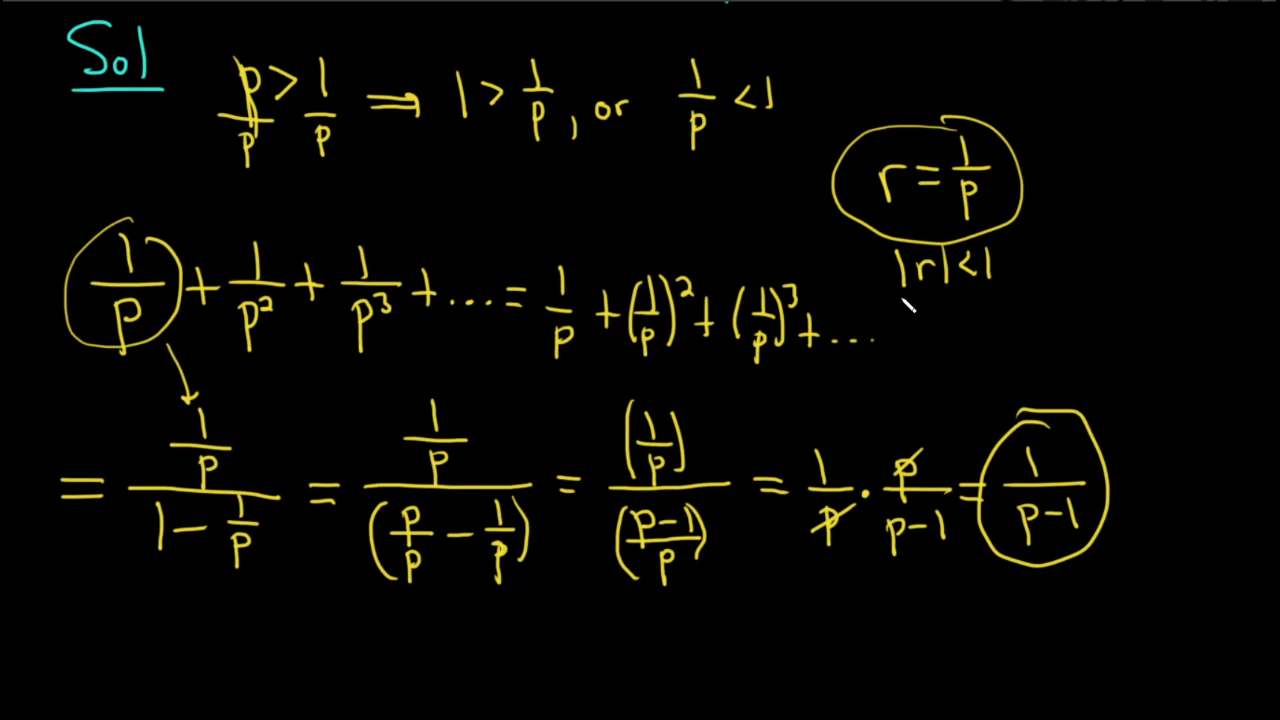 Sol
p/p > 1/p ⟹ 1 > 1/p, or 1/p < 1
r = 1/p
|r| < 1
1/p + 1/p² + 1/p³ + ... = 1/p + (1/p)² + (1/p)³ + ...
= (1/p)/(1 - 1/p) = (1/p)/(p/p - 1/p) = (1/p)/((p-1)/p) = 1/p · p/(p-1) = 1/(p-1)